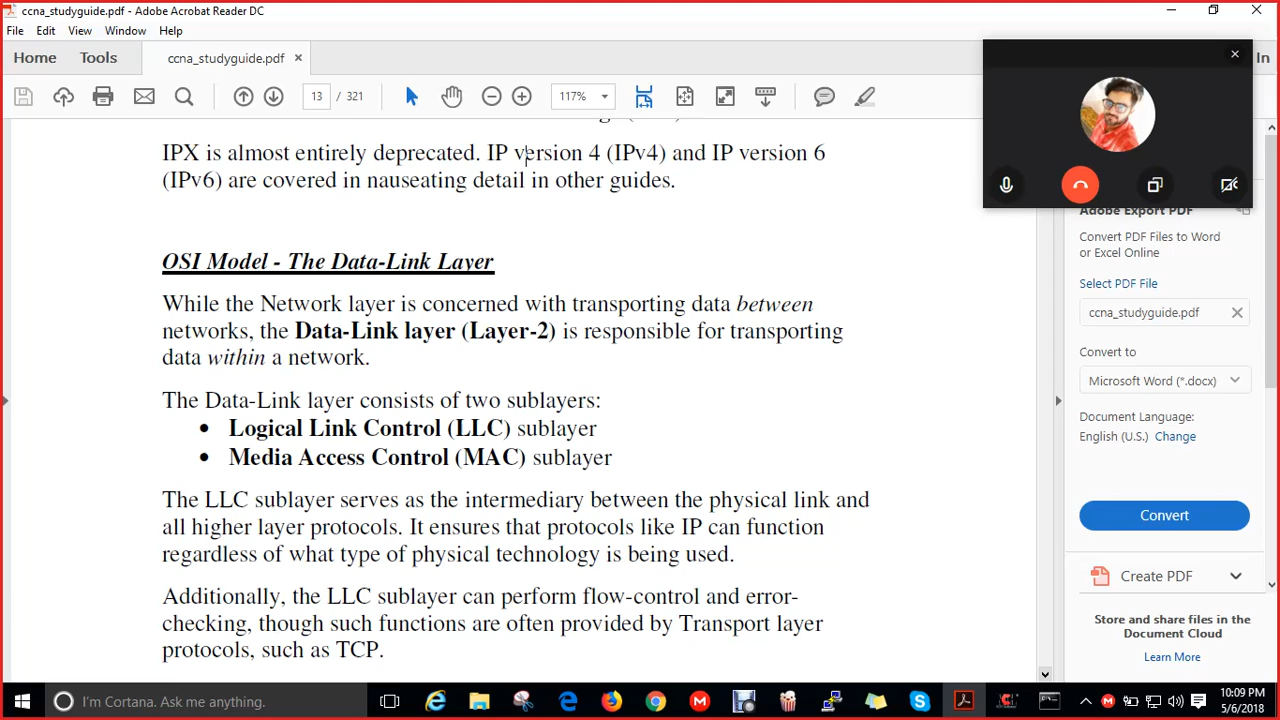 ccna_studyguide.pdf - Adobe Acrobat Reader DC
File Edit View Window Help
Home Tools ccna_studyguide.pdf × In
13 / 321 117%
IPX is almost entirely deprecated. IP version 4 (IPv4) and IP version 6
(IPv6) are covered in nauseating detail in other guides.
OSI Model - The Data-Link Layer
While the Network layer is concerned with transporting data between
networks, the Data-Link layer (Layer-2) is responsible for transporting
data within a network.
The Data-Link layer consists of two sublayers:
• Logical Link Control (LLC) sublayer
• Media Access Control (MAC) sublayer
The LLC sublayer serves as the intermediary between the physical link and
all higher layer protocols. It ensures that protocols like IP can function
regardless of what type of physical technology is being used.
Additionally, the LLC sublayer can perform flow-control and error-
checking, though such functions are often provided by Transport layer
protocols, such as TCP.
Adobe Export PDF
Convert PDF Files to Word
or Excel Online
Select PDF File
ccna_studyguide.pdf
Convert to
Microsoft Word (*.docx)
Document Language:
English (U.S.) Change
Convert
Create PDF
Store and share files in the
Document Cloud
Learn More
I'm Cortana. Ask me anything.
10:09 PM
5/6/2018